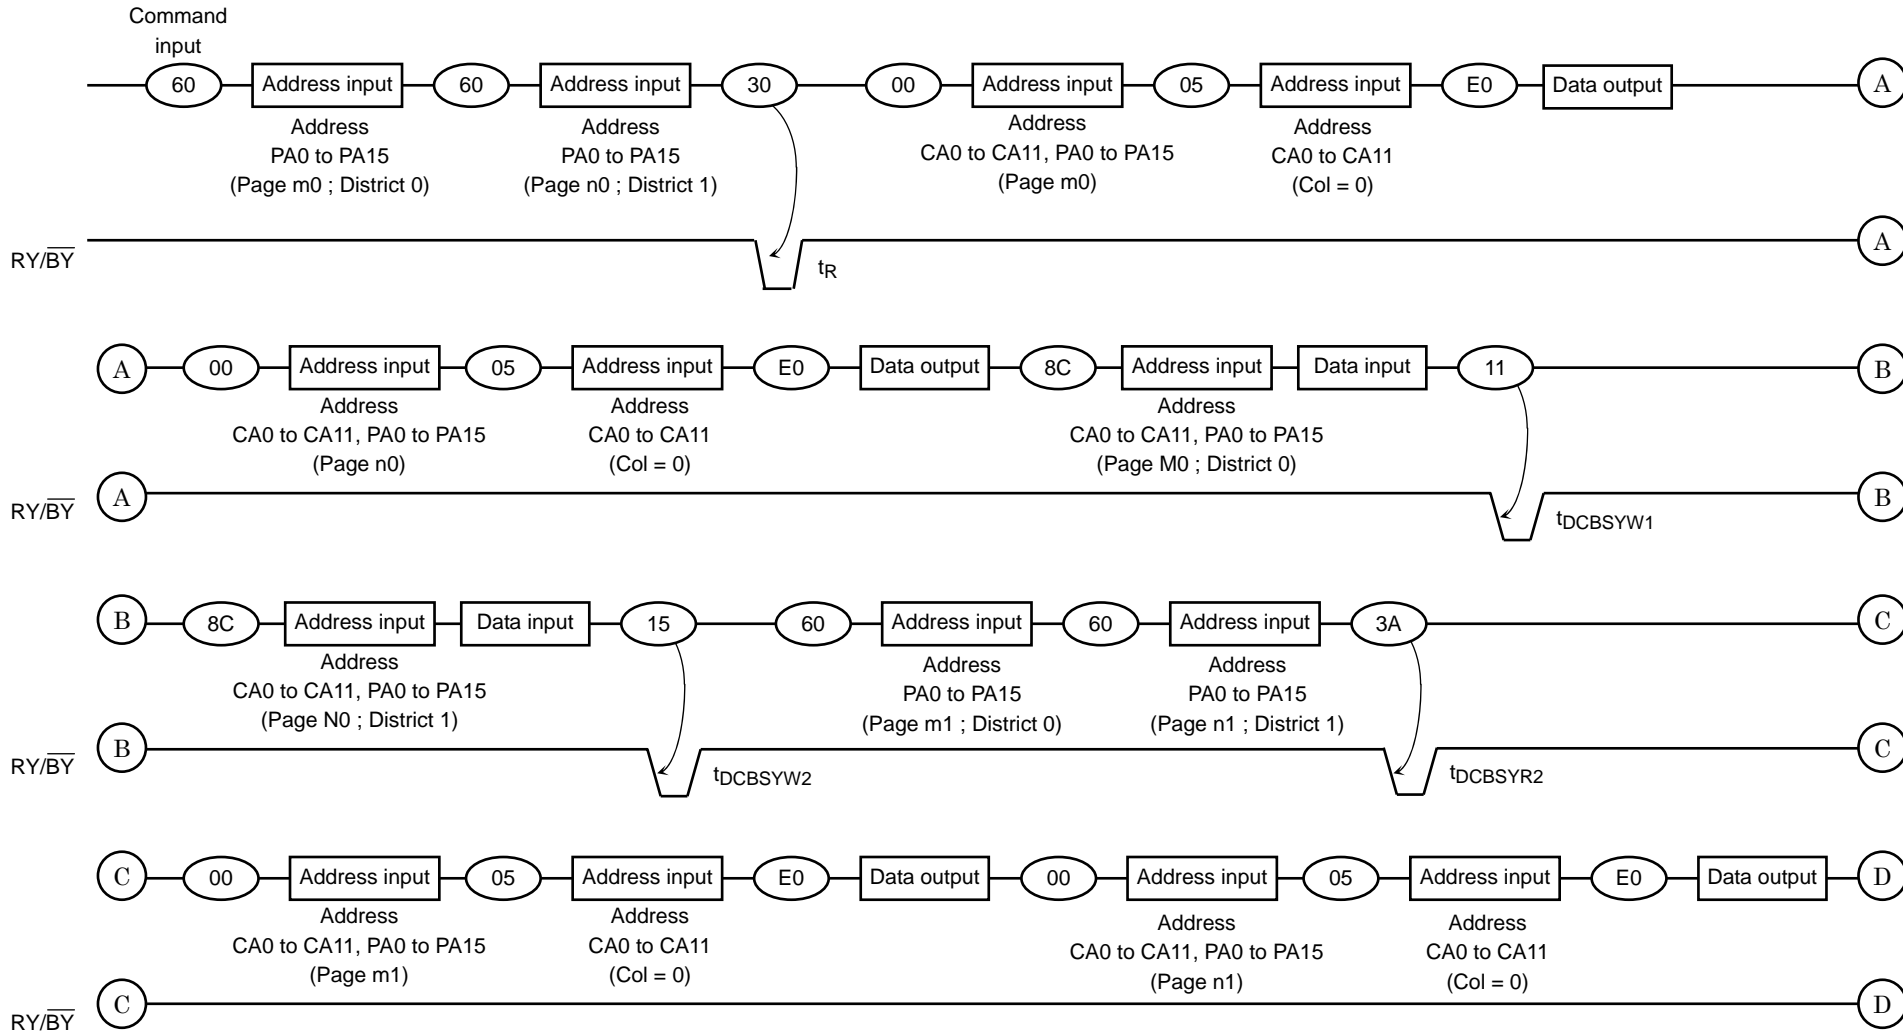 Command
input
60 Address input 60 Address input 30 00 Address input 05 Address input E0 Data output A
Address
PA0 to PA15
(Page m0 ; District 0)
Address
PA0 to PA15
(Page n0 ; District 1)
Address
CA0 to CA11, PA0 to PA15
(Page m0)
Address
CA0 to CA11
(Col = 0)
RY/BY A
tR
A 00 Address input 05 Address input E0 Data output 8C Address input Data input 11 B
Address
CA0 to CA11, PA0 to PA15
(Page n0)
Address
CA0 to CA11
(Col = 0)
Address
CA0 to CA11, PA0 to PA15
(Page M0 ; District 0)
RY/BY A B
tDCBSYW1
B 8C Address input Data input 15 60 Address input 60 Address input 3A C
Address
CA0 to CA11, PA0 to PA15
(Page N0 ; District 1)
Address
PA0 to PA15
(Page m1 ; District 0)
Address
PA0 to PA15
(Page n1 ; District 1)
RY/BY B C
tDCBSYW2
tDCBSYR2
C 00 Address input 05 Address input E0 Data output 00 Address input 05 Address input E0 Data output D
Address
CA0 to CA11, PA0 to PA15
(Page m1)
Address
CA0 to CA11
(Col = 0)
Address
CA0 to CA11, PA0 to PA15
(Page n1)
Address
CA0 to CA11
(Col = 0)
RY/BY C D